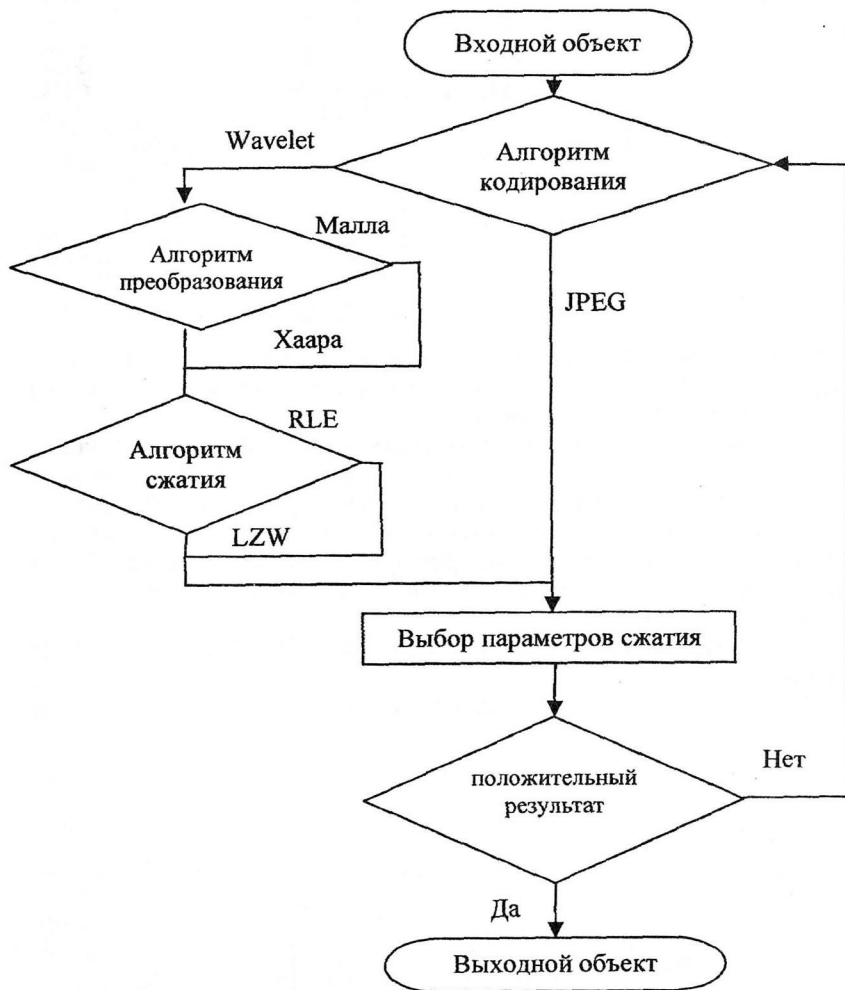 Входной объект
Wavelet
Алгоритм
кодирования
Малла
Алгоритм
преобразования
JPEG
Хаара
RLE
Алгоритм
сжатия
LZW
Выбор параметров сжатия
положительный
результат
Нет
Да
Выходной объект